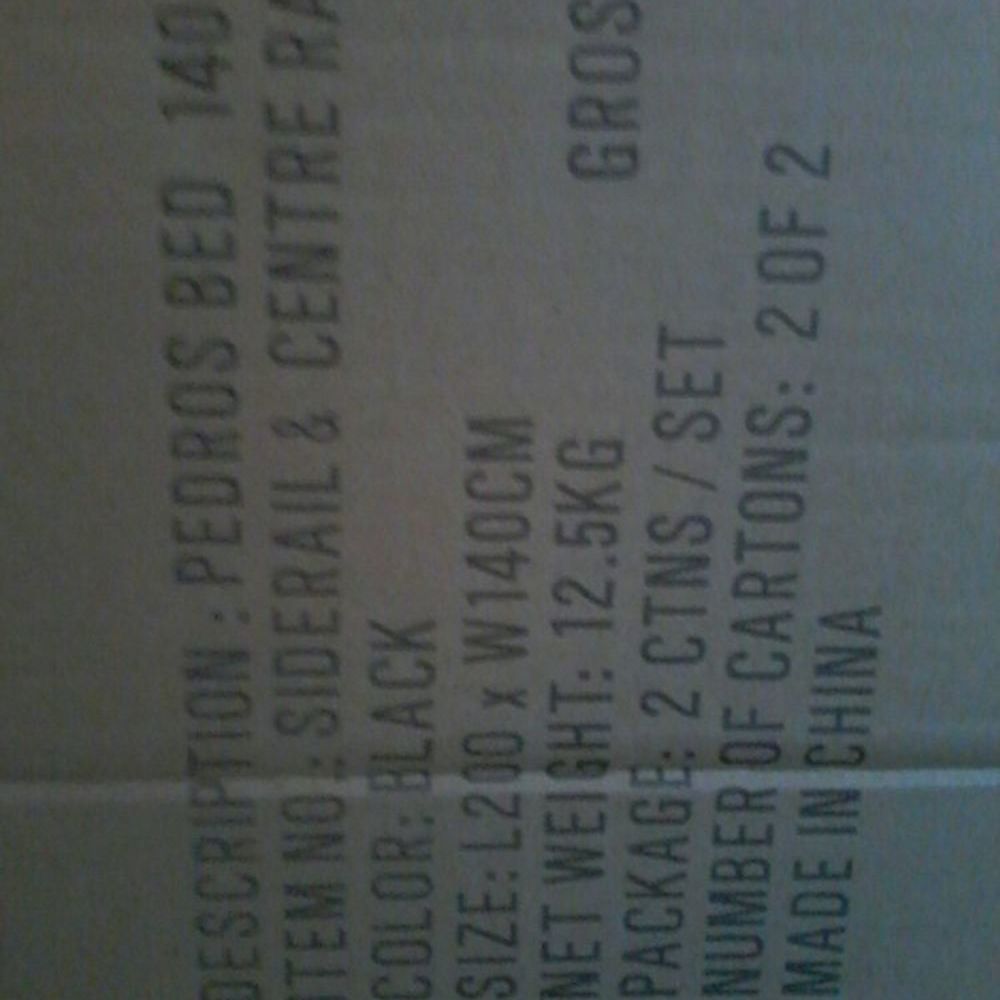 DESCRIPTION : PEDROS BED 140
ITEM NO.: SIDERAIL & CENTRE RA
COLOR: BLACK
SIZE: L200 x W140CM
NET WEIGHT: 12.5KG GROS
PACKAGE: 2 CTNS / SET
NUMBER OF CARTONS: 2 OF 2
MADE IN CHINA